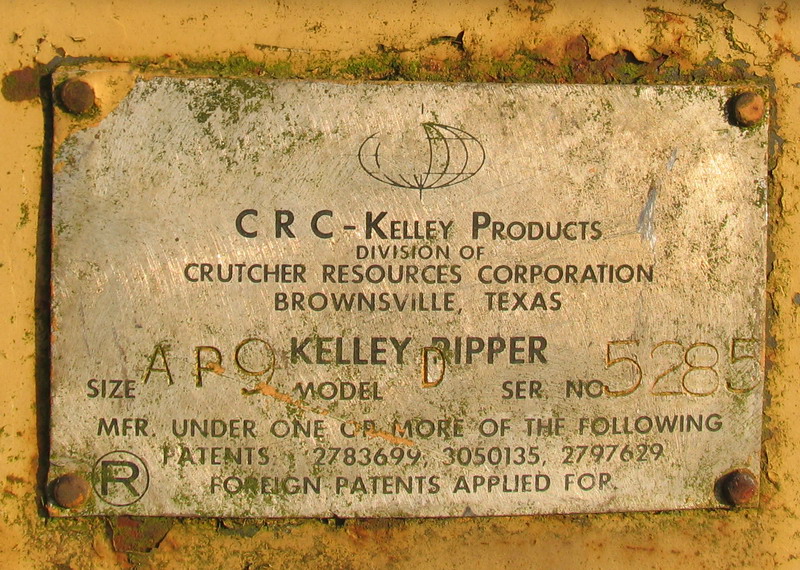 CRC-KELLEY PRODUCTS
DIVISION OF
CRUTCHER RESOURCES CORPORATION
BROWNSVILLE, TEXAS
KELLEY RIPPER
SIZE AP9 MODEL D SER. NO. 5285
MFR. UNDER ONE OR MORE OF THE FOLLOWING
PATENTS 2783699, 3050135, 2797629
R FOREIGN PATENTS APPLIED FOR.